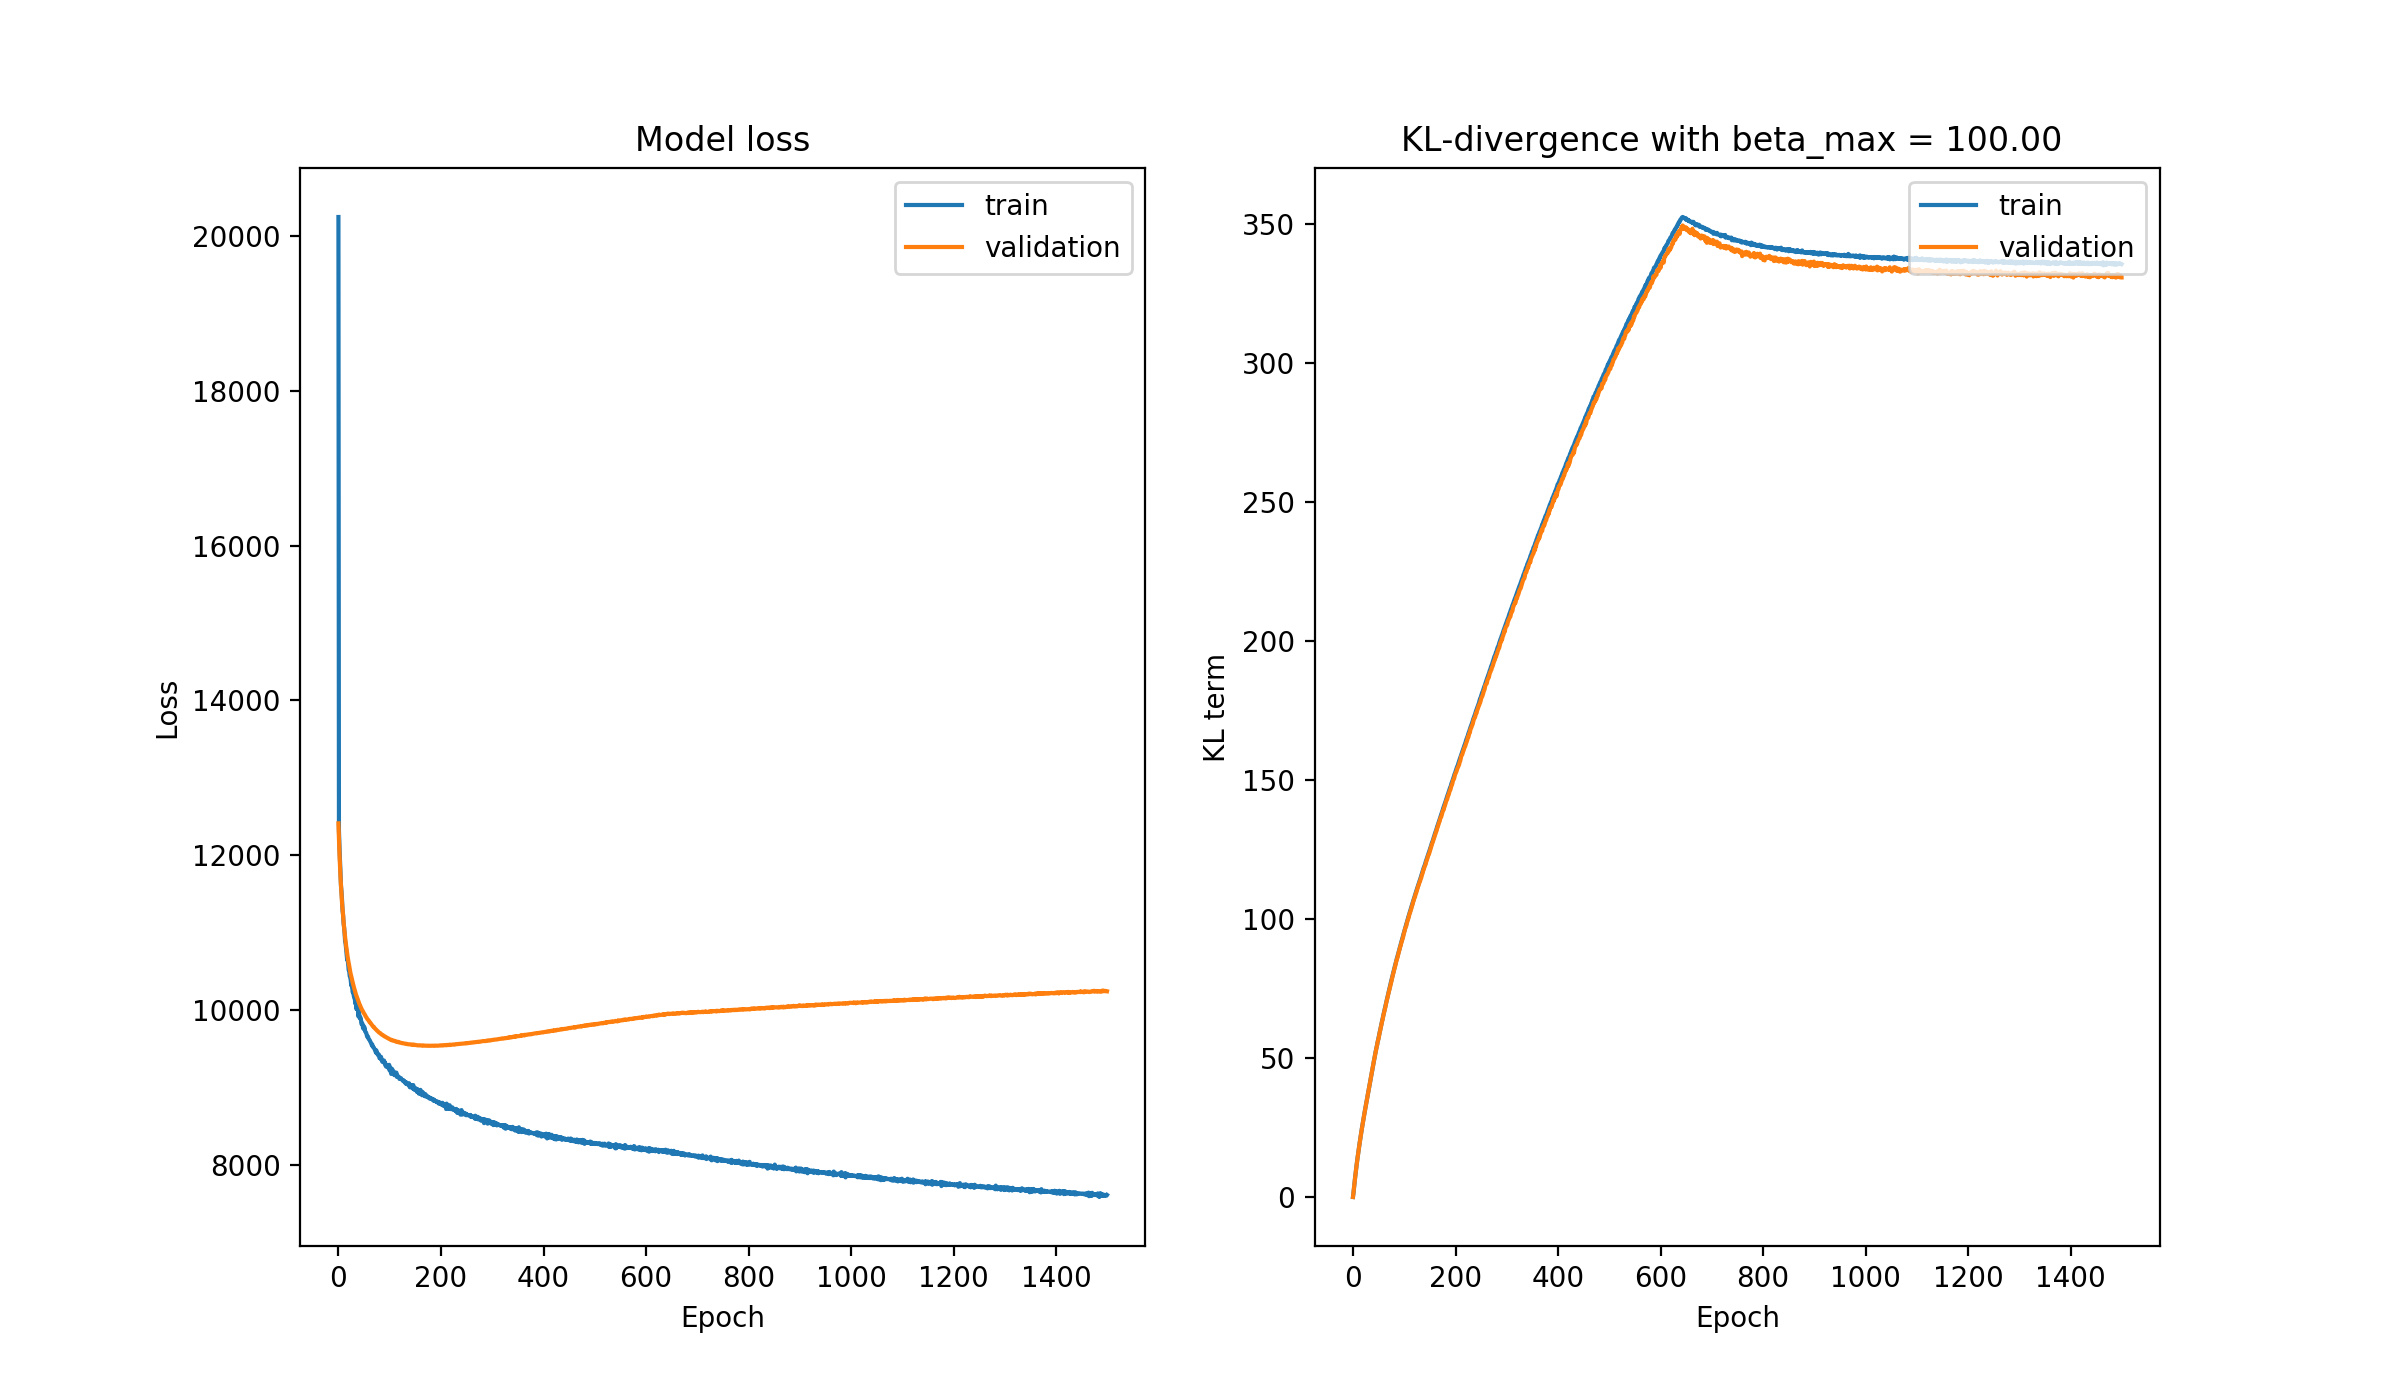 Model loss
train
validation
20000
18000
16000
14000
12000
10000
8000
Loss
0 200 400 600 800 1000 1200 1400
Epoch
KL-divergence with beta_max = 100.00
train
validation
350
300
250
200
150
100
50
0
KL term
0 200 400 600 800 1000 1200 1400
Epoch